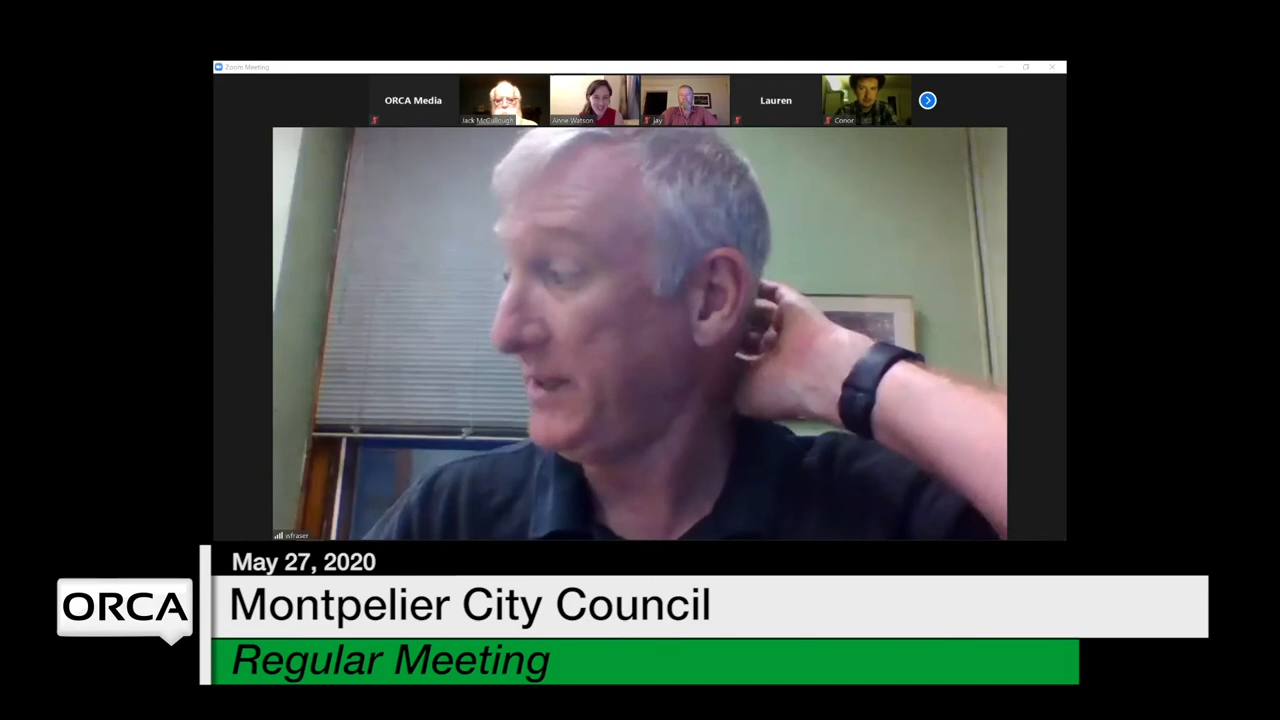 Zoom Meeting
ORCA Media
Jack McCullough
Anne Watson
jay
Lauren
Conor
wfraser
May 27, 2020
ORCA
Montpelier City Council
Regular Meeting